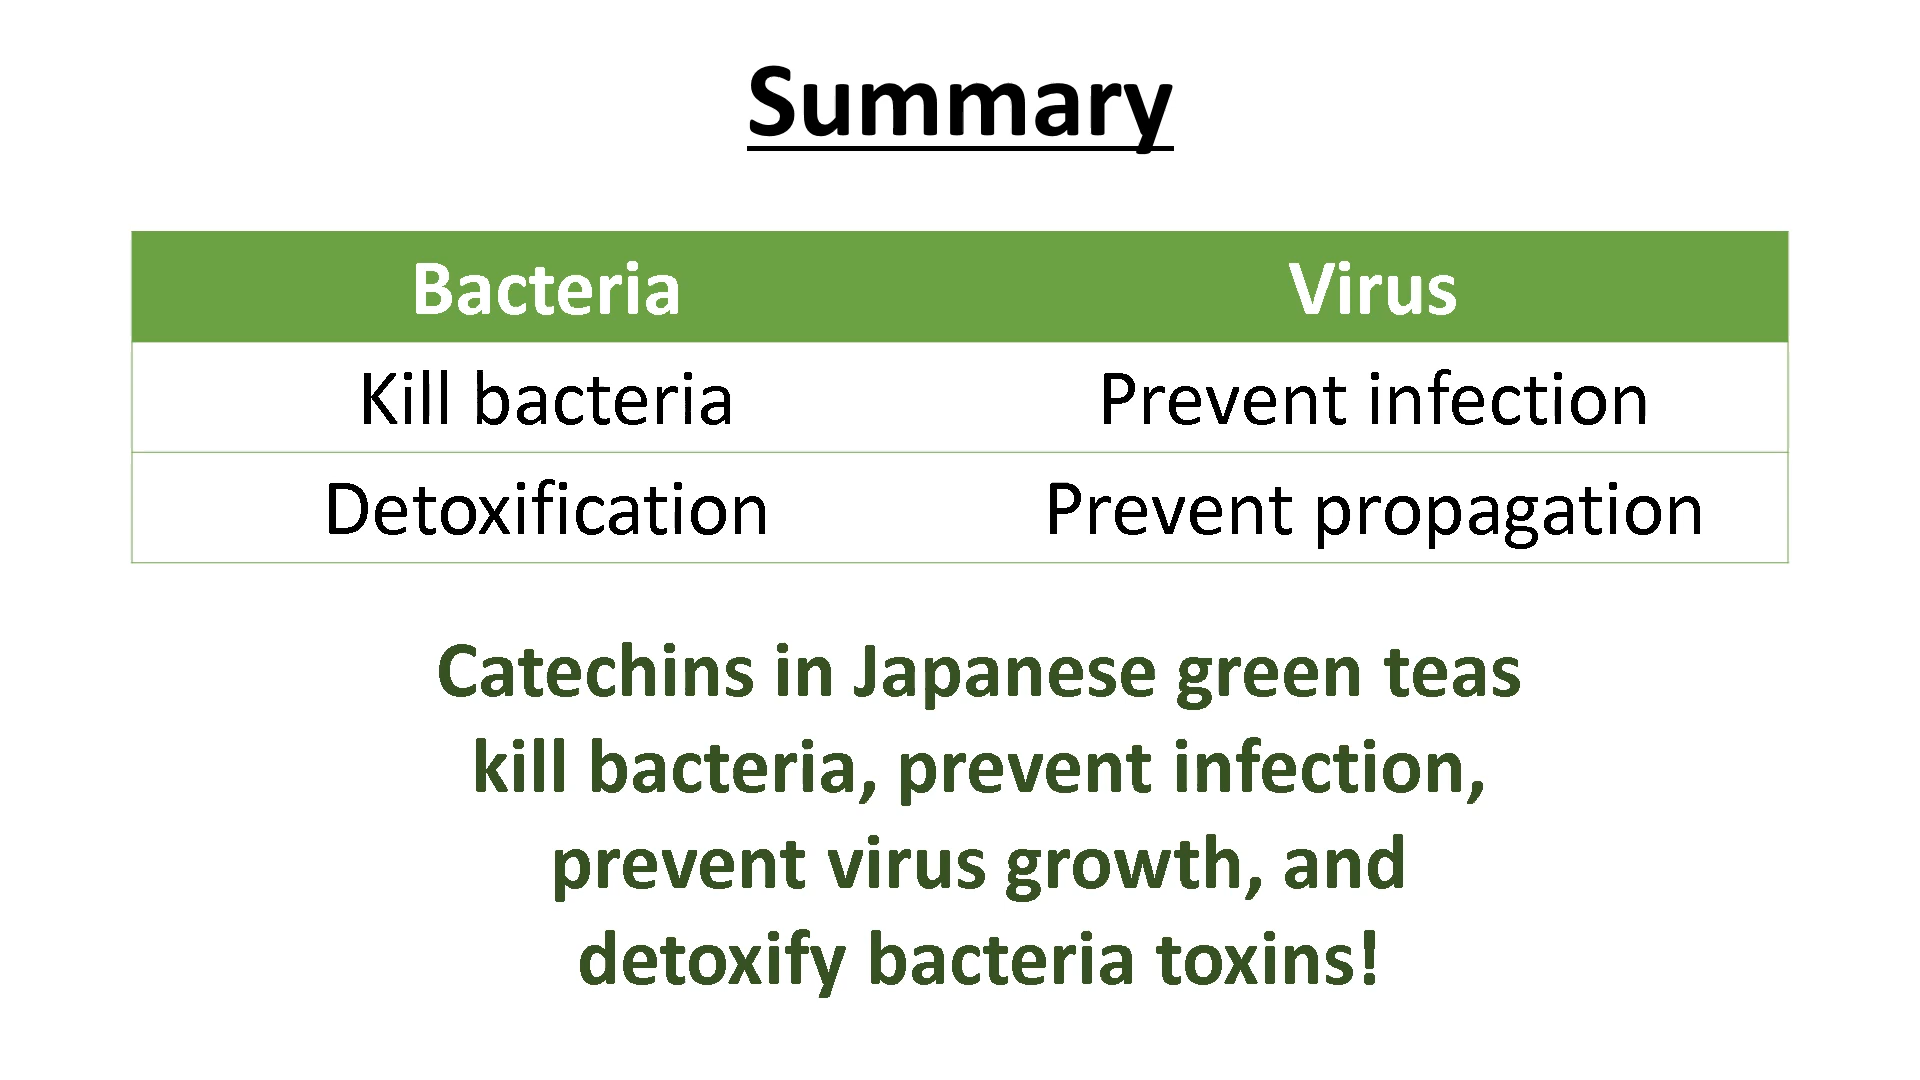 Summary
Bacteria Virus
Kill bacteria Prevent infection
Detoxification Prevent propagation
Catechins in Japanese green teas
kill bacteria, prevent infection,
prevent virus growth, and
detoxify bacteria toxins!